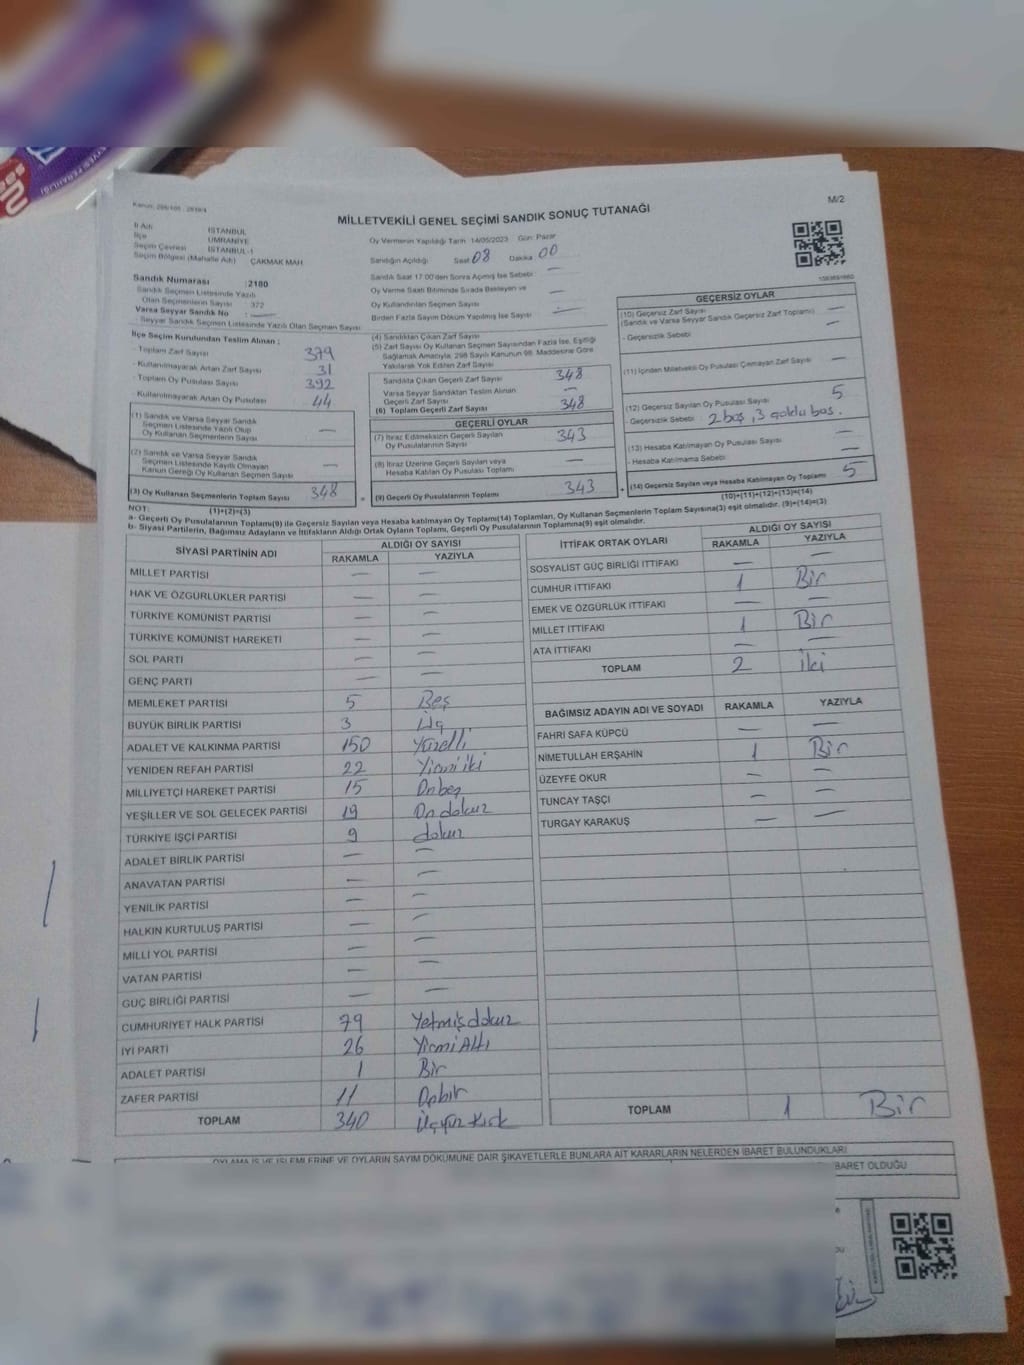 Kanun: 298/105 - 2839/4
M/2
MİLLETVEKİLİ GENEL SEÇİMİ SANDIK SONUÇ TUTANAĞI
İl Adı İSTANBUL
İlçe ÜMRANİYE
Seçim Çevresi İSTANBUL-1
Seçim Bölgesi (Mahalle Adı) ÇAKMAK MAH.
Oy Vermenin Yapıldığı Tarih 14/05/2023 Gün: Pazar
Sandığın Açıldığı Saat 08 Dakika 00
Sandık Saat 17:00'den Sonra Açılmış İse Sebebi —
Oy Verme Saati Bitiminde Sırada Bekleyen ve
Oy Kullandırılan Seçmen Sayısı —
Birden Fazla Sayım Döküm Yapılmış İse Sayısı —
Sandık Numarası : 2180
Sandık Seçmen Listesinde Yazılı
Olan Seçmenlerin Sayısı : 372
Varsa Seyyar Sandık No : —
- Seyyar Sandık Seçmen Listesinde Yazılı Olan Seçmen Sayısı
İlçe Seçim Kurulundan Teslim Alınan :
- Toplam Zarf Sayısı 379
- Kullanılmayarak Artan Zarf Sayısı 31
- Toplam Oy Pusulası Sayısı 392
- Kullanılmayarak Artan Oy Pusulası 44
(1) Sandık ve Varsa Seyyar Sandık
Seçmen Listesinde Yazılı Olup
Oy Kullanan Seçmenlerin Sayısı —
(2) Sandık ve Varsa Seyyar Sandık
Seçmen Listesinde Kayıtlı Olmayan
Kanun Gereği Oy Kullanan Seçmen Sayısı —
(3) Oy Kullanan Seçmenlerin Toplam Sayısı 348
(4) Sandıktan Çıkan Zarf Sayısı
(5) Zarf Sayısı Oy Kullanan Seçmen Sayısından Fazla İse, Eşitliği
Sağlamak Amacıyla, 298 Sayılı Kanunun 98. Maddesine Göre
Yakılarak Yok Edilen Zarf Sayısı
Sandıkta Çıkan Geçerli Zarf Sayısı 348
Varsa Seyyar Sandıktan Teslim Alınan
Geçerli Zarf Sayısı —
(6) Toplam Geçerli Zarf Sayısı 348
GEÇERLİ OYLAR
(7) İtiraz Edilmeksizin Geçerli Sayılan
Oy Pusulalarının Sayısı 343
(8) İtiraz Üzerine Geçerli Sayılan veya
Hesaba Katılan Oy Pusulası Toplamı —
= (9) Geçerli Oy Pusulalarının Toplamı 343
GEÇERSİZ OYLAR
(10) Geçersiz Zarf Sayısı —
(Sandık ve Varsa Seyyar Sandık Geçersiz Zarf Toplamı) —
- Geçersizlik Sebebi
(11) İçinden Milletvekili Oy Pusulası Çıkmayan Zarf Sayısı —
(12) Geçersiz Sayılan Oy Pusulası Sayısı 5
- Geçersizlik Sebebi : 2 boş, 3 çoklu bas.
(13) Hesaba Katılmayan Oy Pusulası Sayısı —
- Hesaba Katılmama Sebebi: —
+ (14) Geçersiz Sayılan veya Hesaba Katılmayan Oy Toplamı 5
NOT: (1)+(2)=(3) (10)+(11)+(12)+(13)=(14)
a- Geçerli Oy Pusulalarının Toplamı(9) ile Geçersiz Sayılan veya Hesaba katılmayan Oy Toplamı(14) Toplamları, Oy Kullanan Seçmenlerin Toplam Sayısına(3) eşit olmalıdır. (9)+(14)=(3)
b- Siyasi Partilerin, Bağımsız Adayların ve İttifakların Aldığı Ortak Oyların Toplamı, Geçerli Oy Pusulalarının Toplamına(9) eşit olmalıdır.
SİYASİ PARTİNİN ADI ALDIĞI OY SAYISI
RAKAMLA YAZIYLA
MİLLET PARTİSİ — —
HAK VE ÖZGÜRLÜKLER PARTİSİ — —
TÜRKİYE KOMÜNİST PARTİSİ — —
TÜRKİYE KOMÜNİST HAREKETİ — —
SOL PARTİ — —
GENÇ PARTİ — —
MEMLEKET PARTİSİ 5 Beş
BÜYÜK BİRLİK PARTİSİ 3 Üç
ADALET VE KALKINMA PARTİSİ 150 Yüzelli
YENİDEN REFAH PARTİSİ 22 Yirmiiki
MİLLİYETÇİ HAREKET PARTİSİ 15 Onbeş
YEŞİLLER VE SOL GELECEK PARTİSİ 19 On dokuz
TÜRKİYE İŞÇİ PARTİSİ 9 dokuz
ADALET BİRLİK PARTİSİ — —
ANAVATAN PARTİSİ — —
YENİLİK PARTİSİ — —
HALKIN KURTULUŞ PARTİSİ — —
MİLLİ YOL PARTİSİ — —
VATAN PARTİSİ — —
GÜÇ BİRLİĞİ PARTİSİ — —
CUMHURİYET HALK PARTİSİ 79 Yetmişdokuz
İYİ PARTİ 26 Yirmi Altı
ADALET PARTİSİ 1 Bir
ZAFER PARTİSİ 11 Onbir
TOPLAM 340 Üçyüz kırk
İTTİFAK ORTAK OYLARI ALDIĞI OY SAYISI
RAKAMLA YAZIYLA
SOSYALİST GÜÇ BİRLİĞİ İTTİFAKI — —
CUMHUR İTTİFAKI 1 Bir
EMEK VE ÖZGÜRLÜK İTTİFAKI — —
MİLLET İTTİFAKI 1 Bir
ATA İTTİFAKI — —
TOPLAM 2 İki
BAĞIMSIZ ADAYIN ADI VE SOYADI RAKAMLA YAZIYLA
FAHRİ SAFA KÜPCÜ — —
NİMETULLAH ERŞAHİN 1 Bir
ÜZEYFE OKUR — —
TUNCAY TAŞÇI — —
TURGAY KARAKUŞ — —
TOPLAM 1 Bir
OYLAMA İŞ VE İŞLEMLERİNE VE OYLARIN SAYIM DÖKÜMÜNE DAİR ŞİKAYETLERLE BUNLARA AİT KARARLARIN NELERDEN İBARET BULUNDUKLARI
BARET OLDUĞU